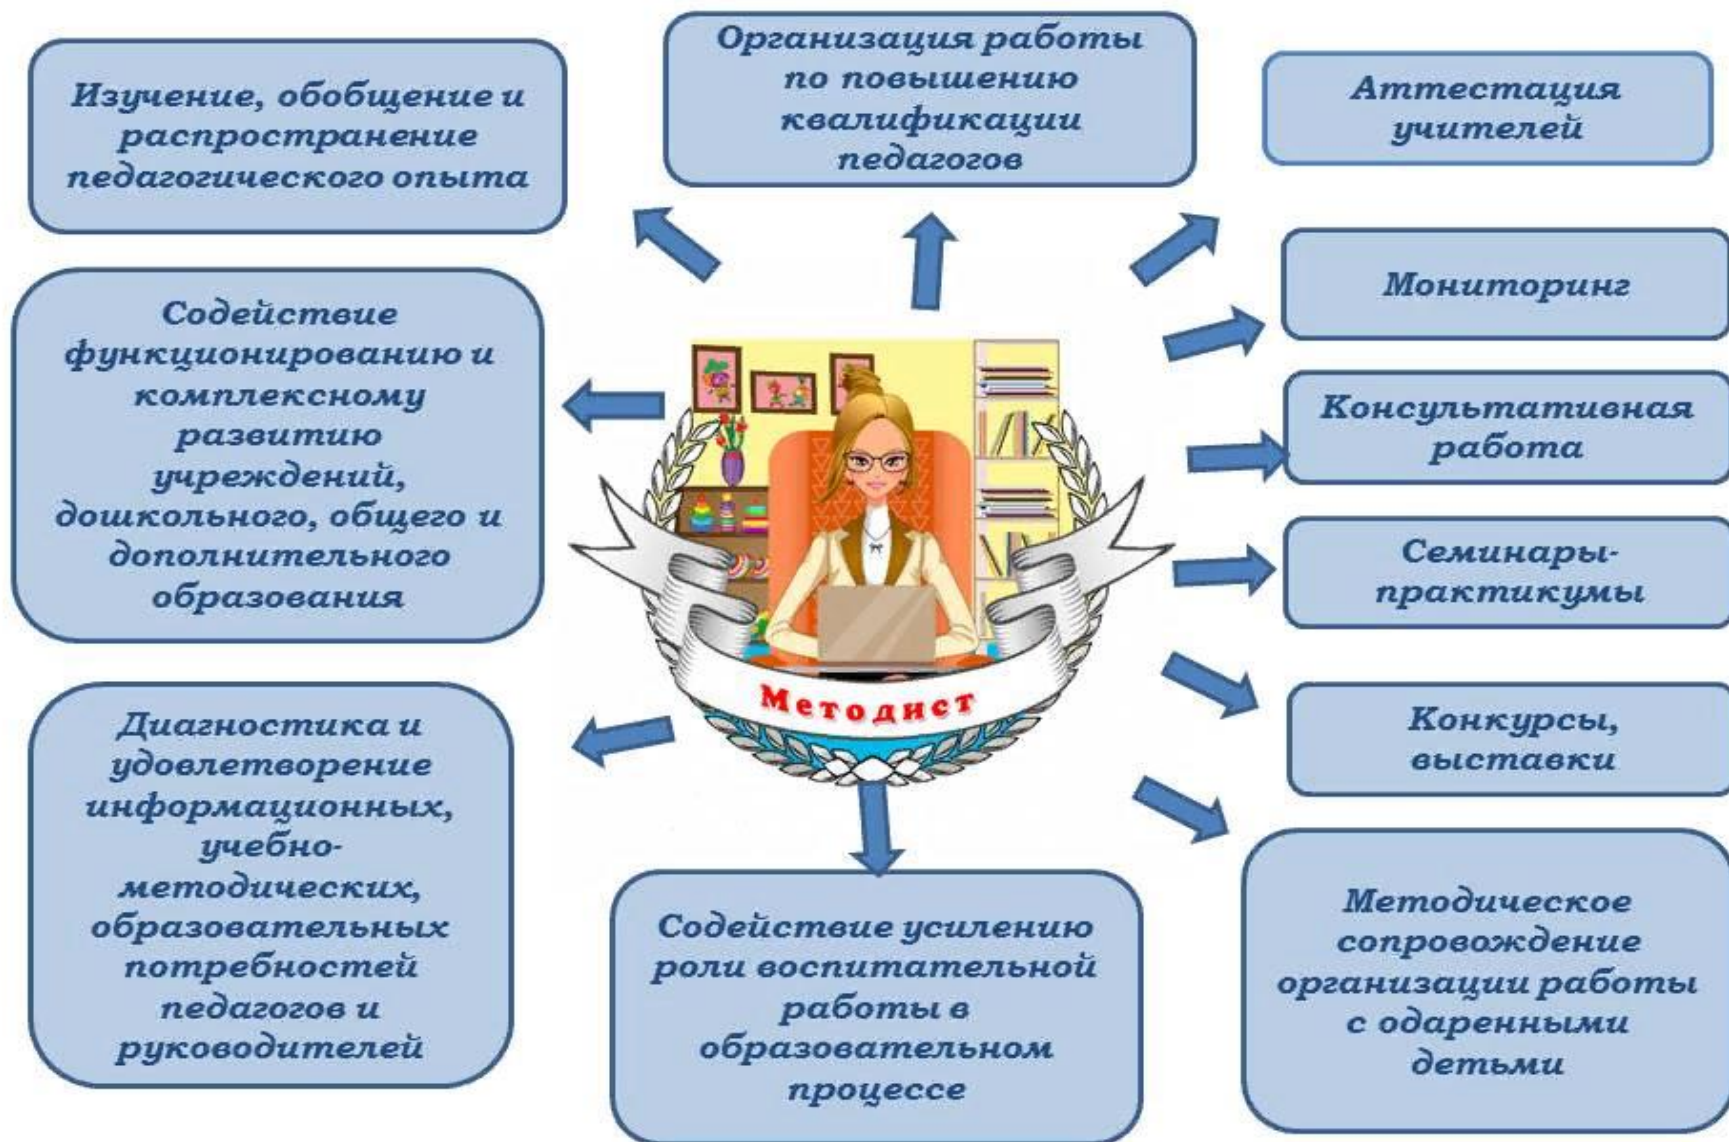 Организация работы
по повышению
квалификации
педагогов
Изучение, обобщение и
распространение
педагогического опыта
Аттестация
учителей
Содействие
функционированию и
комплексному
развитию
учреждений,
дошкольного, общего и
дополнительного
образования
Мониторинг
Консультативная
работа
Семинары-
практикумы
Методист
Диагностика и
удовлетворение
информационных,
учебно-
методических,
образовательных
потребностей
педагогов и
руководителей
Конкурсы,
выставки
Содействие усилению
роли воспитательной
работы в
образовательном
процессе
Методическое
сопровождение
организации работы
с одаренными
детьми